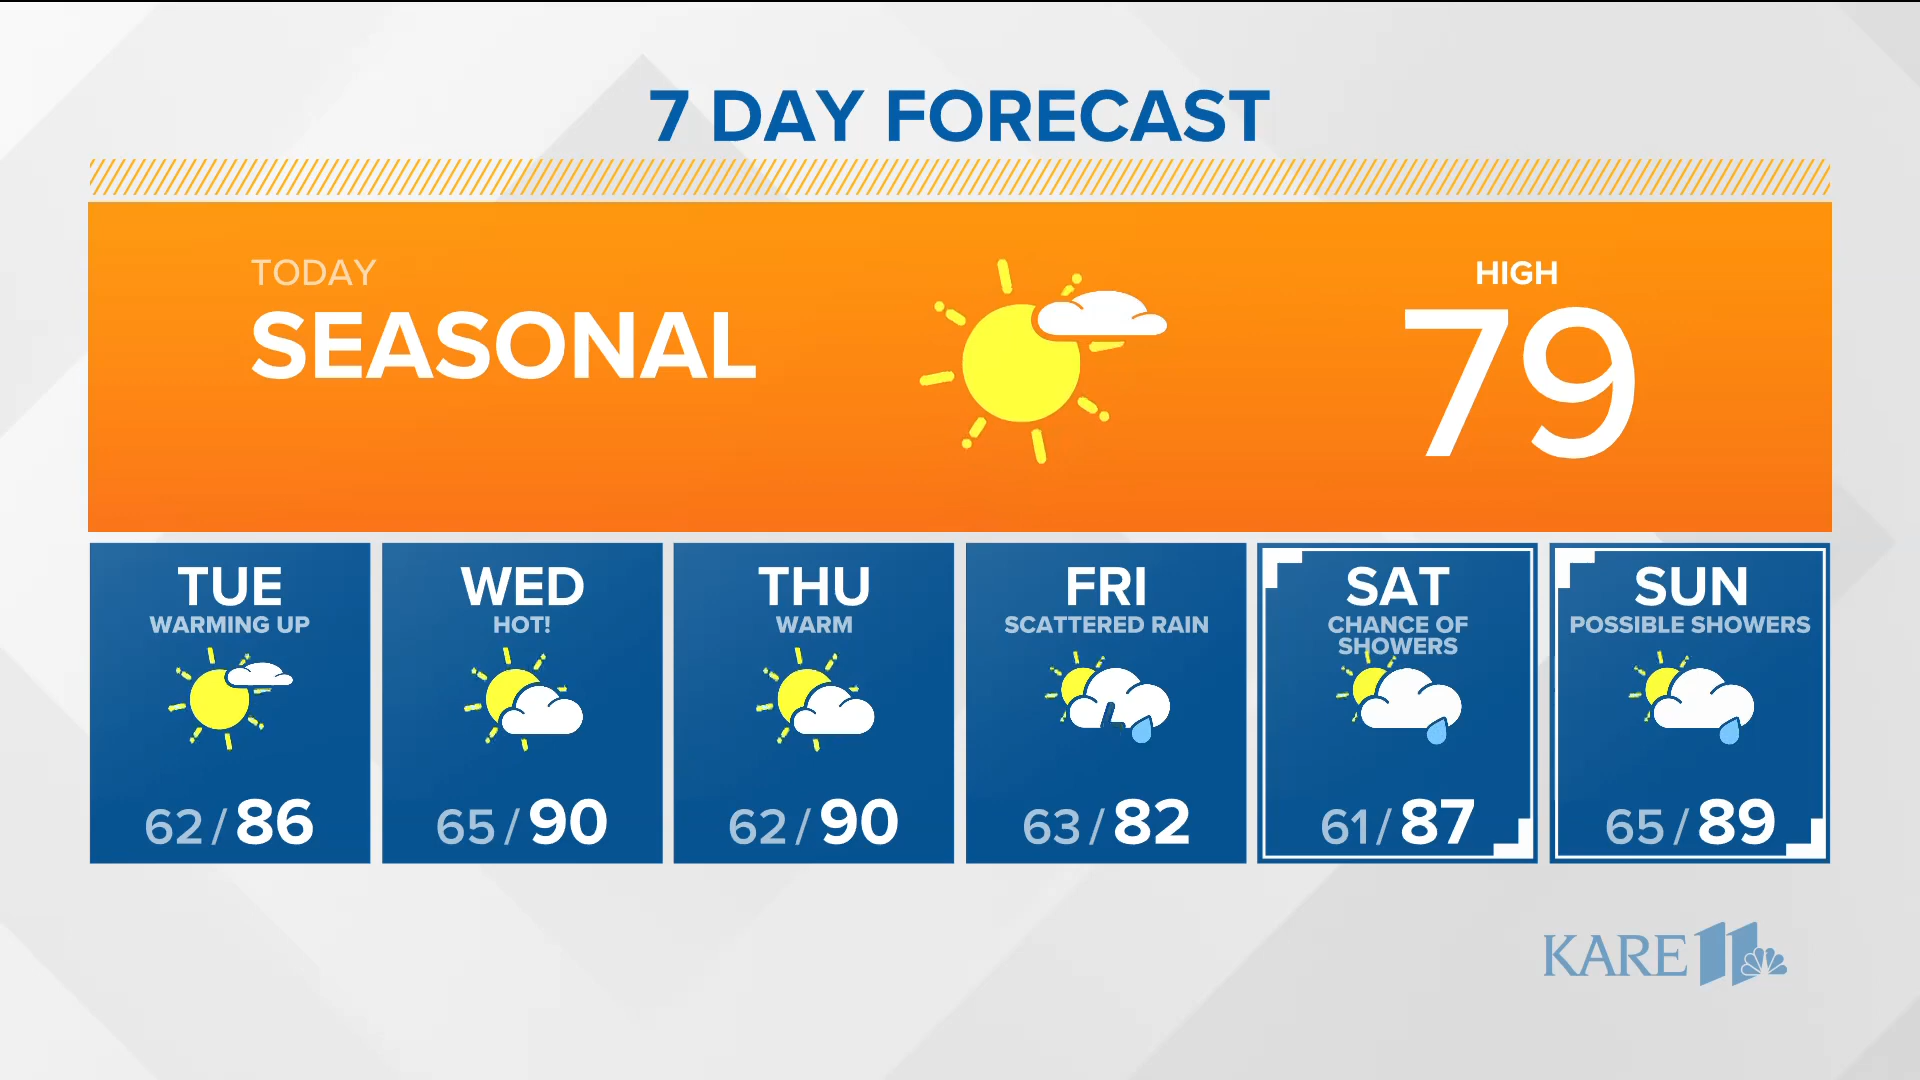 7 DAY FORECAST
TODAY
SEASONAL
HIGH
79
TUE
WARMING UP
62/86
WED
HOT!
65/90
THU
WARM
62/90
FRI
SCATTERED RAIN
63/82
SAT
CHANCE OF
SHOWERS
61/87
SUN
POSSIBLE SHOWERS
65/89
KARE 11